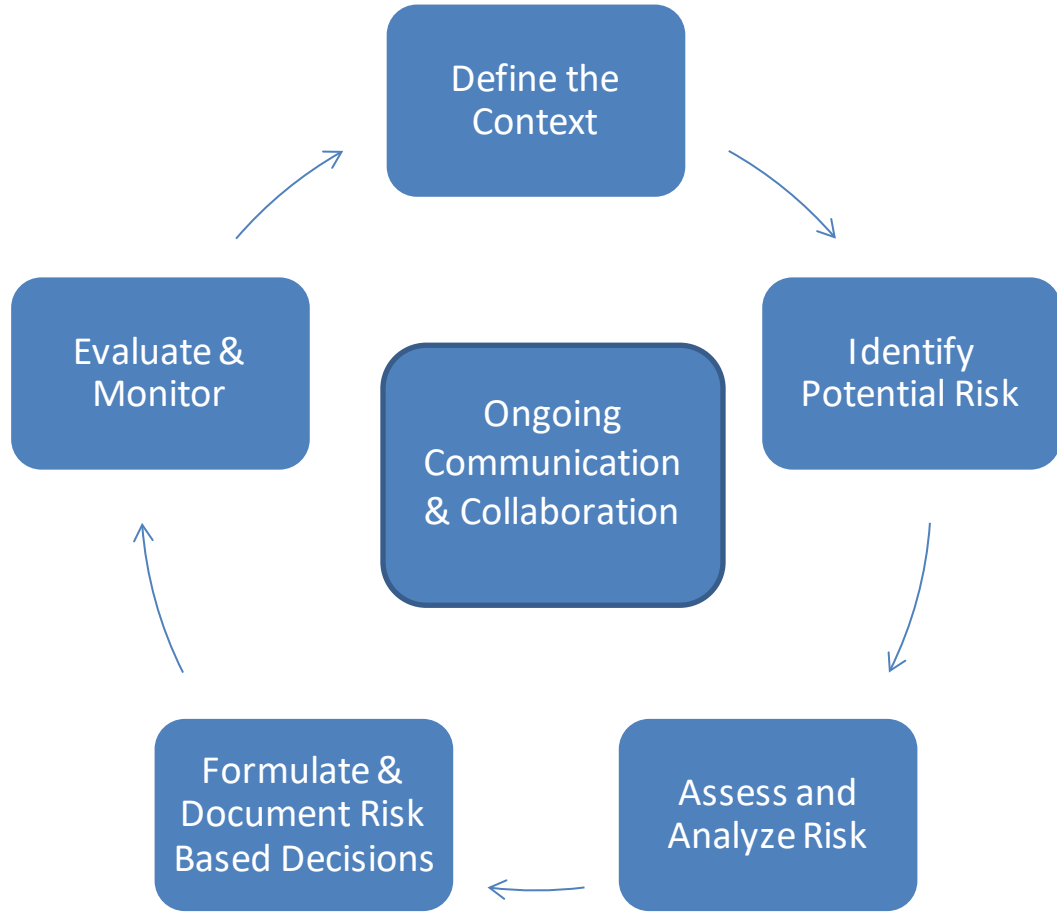 Define the
Context
Identify
Potential Risk
Assess and
Analyze Risk
Formulate &
Document Risk
Based Decisions
Evaluate &
Monitor
Ongoing
Communication
& Collaboration